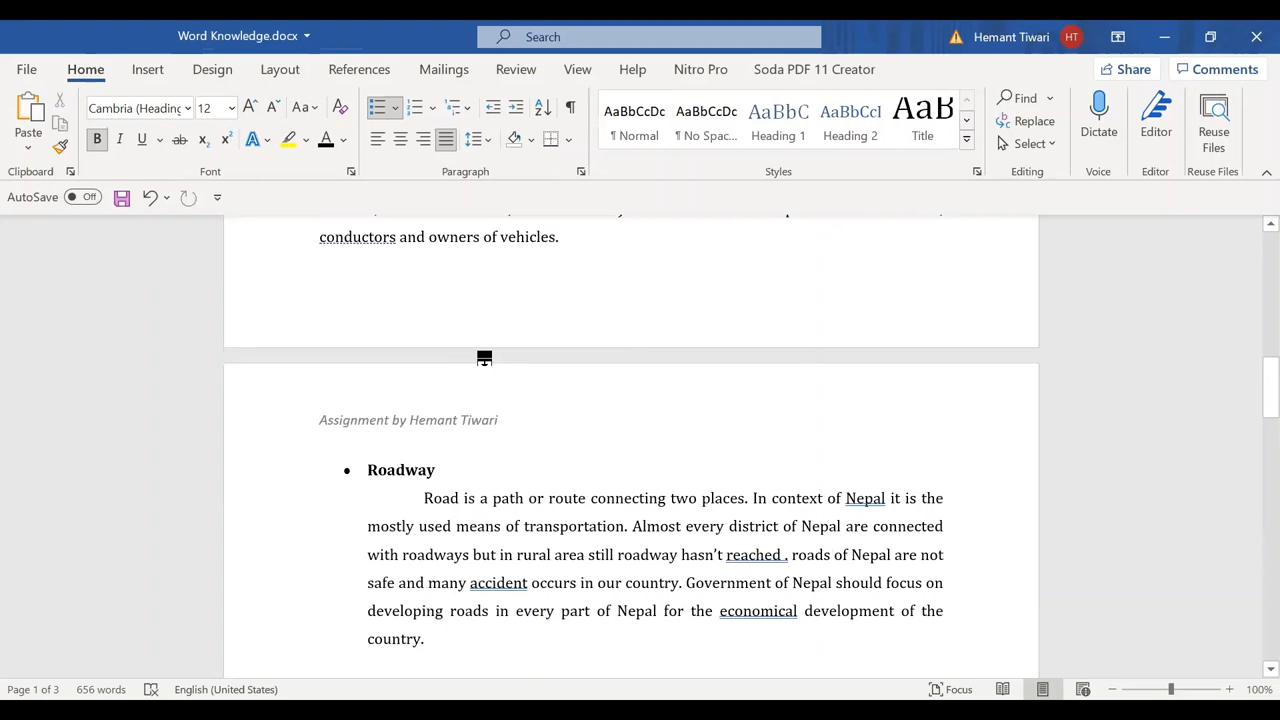 Word Knowledge.docx
Search
Hemant Tiwari HT
File Home Insert Design Layout References Mailings Review View Help Nitro Pro Soda PDF 11 Creator Share Comments
Cambria (Heading 12 Aa
AaBbCcDc AaBbCcDc AaBbC AaBbCcI AaB
Paste B I U ab x2 x2 A A
¶ Normal ¶ No Spac... Heading 1 Heading 2 Title
Find
Replace
Select
Dictate Editor Reuse Files
Clipboard Font Paragraph Styles Editing Voice Editor Reuse Files
AutoSave Off
conductors and owners of vehicles.
Assignment by Hemant Tiwari
• Roadway
Road is a path or route connecting two places. In context of Nepal it is the
mostly used means of transportation. Almost every district of Nepal are connected
with roadways but in rural area still roadway hasn't reached . roads of Nepal are not
safe and many accident occurs in our country. Government of Nepal should focus on
developing roads in every part of Nepal for the economical development of the
country.
Page 1 of 3 656 words English (United States) Focus 100%